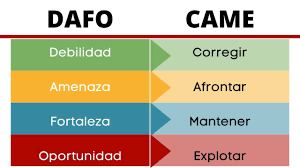 DAFO CAME
Debilidad Corregir
Amenaza Afrontar
Fortaleza Mantener
Oportunidad Explotar